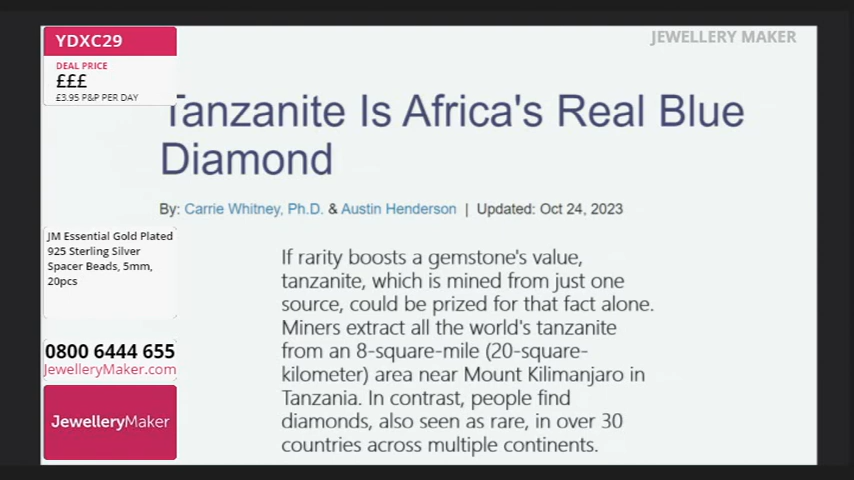 YDXC29
DEAL PRICE
£££
£3.95 P&P PER DAY
JEWELLERY MAKER
Tanzanite Is Africa's Real Blue
Diamond
By: Carrie Whitney, Ph.D. & Austin Henderson | Updated: Oct 24, 2023
JM Essential Gold Plated
925 Sterling Silver
Spacer Beads, 5mm,
20pcs
If rarity boosts a gemstone's value,
tanzanite, which is mined from just one
source, could be prized for that fact alone.
Miners extract all the world's tanzanite
from an 8-square-mile (20-square-
kilometer) area near Mount Kilimanjaro in
Tanzania. In contrast, people find
diamonds, also seen as rare, in over 30
countries across multiple continents.
0800 6444 655
JewelleryMaker.com
JewelleryMaker